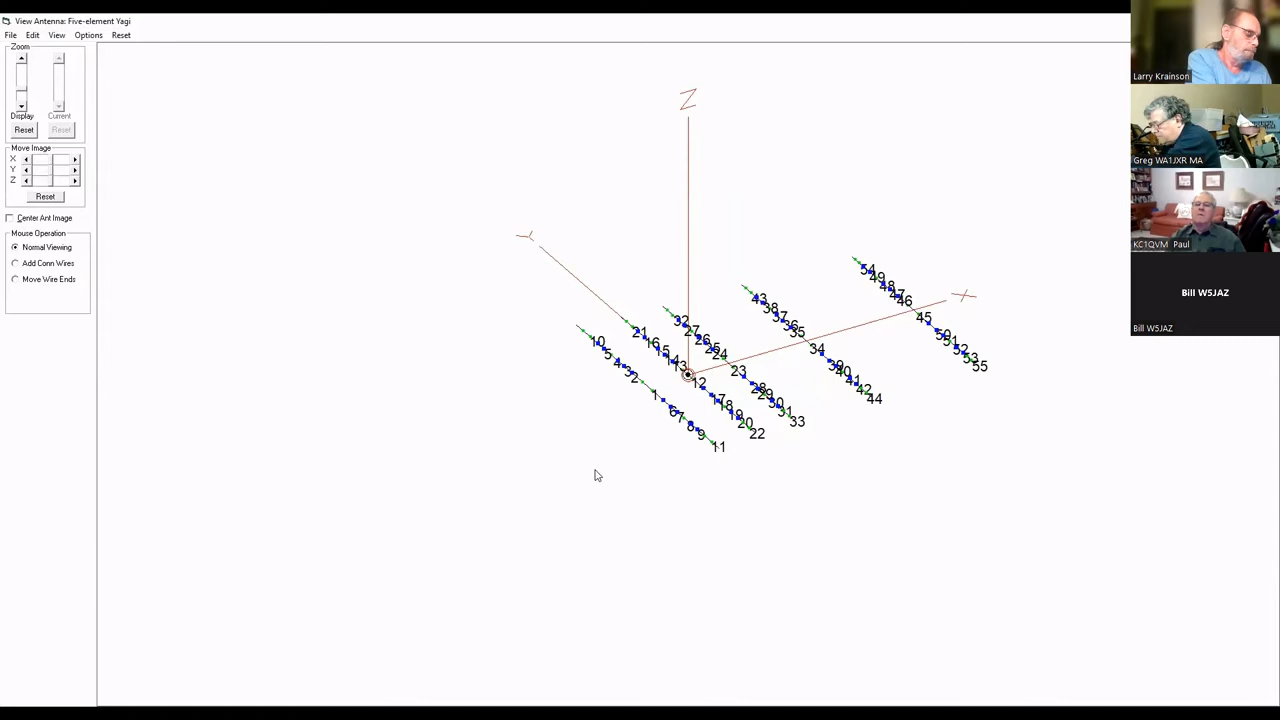 View Antenna: Five-element Yagi
File Edit View Options Reset
Zoom
Display Current
Reset Reset
Move Image
X
Y
Z
Reset
Center Ant Image
Mouse Operation
Normal Viewing
Add Conn Wires
Move Wire Ends
Z
Y
X
10
5
4
3
2
1
6
7
8
9
11
21
16
15
14
13
12
17
18
19
20
22
32
27
26
25
24
23
28
29
30
31
33
43
38
37
36
35
34
39
40
41
42
44
54
49
48
47
46
45
50
51
52
53
55
Larry Krainson
Greg WA1JXR MA
KC1QVM Paul
Bill W5JAZ
Bill W5JAZ